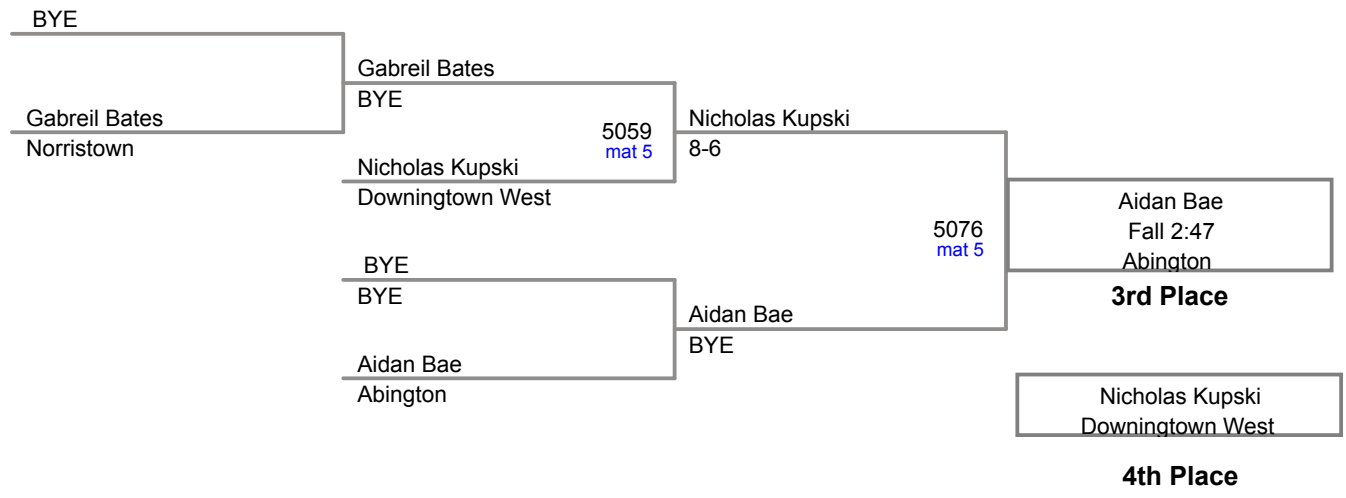 BYE
Gabreil Bates
BYE
Gabreil Bates
Norristown
5059
mat 5
Nicholas Kupski
8-6
Nicholas Kupski
Downingtown West
Aidan Bae
Fall 2:47
Abington
3rd Place
5076
mat 5
BYE
BYE
Aidan Bae
BYE
Aidan Bae
Abington
Nicholas Kupski
Downingtown West
4th Place